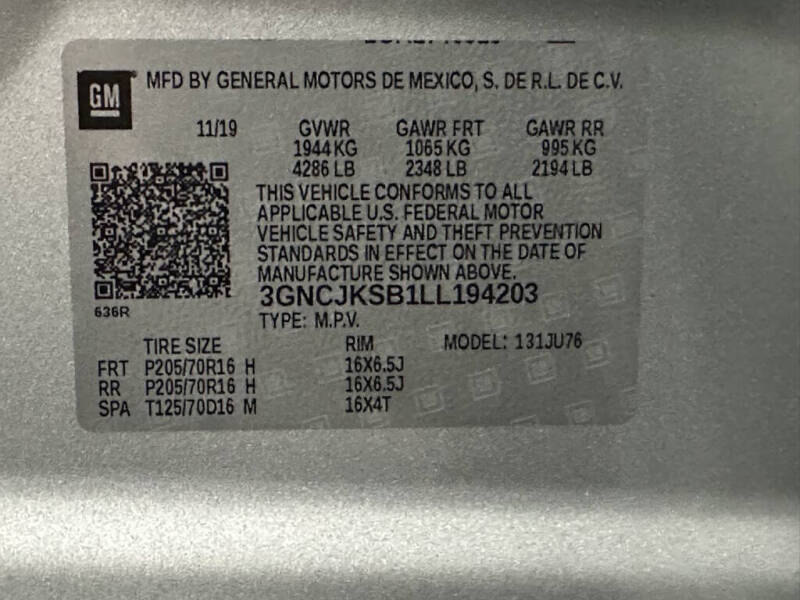 GM MFD BY GENERAL MOTORS DE MEXICO, S. DE R.L. DE C.V.
11/19 GVWR GAWR FRT GAWR RR
1944 KG 1065 KG 995 KG
4286 LB 2348 LB 2194 LB
THIS VEHICLE CONFORMS TO ALL
APPLICABLE U.S. FEDERAL MOTOR
VEHICLE SAFETY AND THEFT PREVENTION
STANDARDS IN EFFECT ON THE DATE OF
MANUFACTURE SHOWN ABOVE.
3GNCJKSB1LL194203
636R
TYPE: M.P.V.
TIRE SIZE RIM MODEL: 131JU76
FRT P205/70R16 H 16X6.5J
RR P205/70R16 H 16X6.5J
SPA T125/70D16 M 16X4T